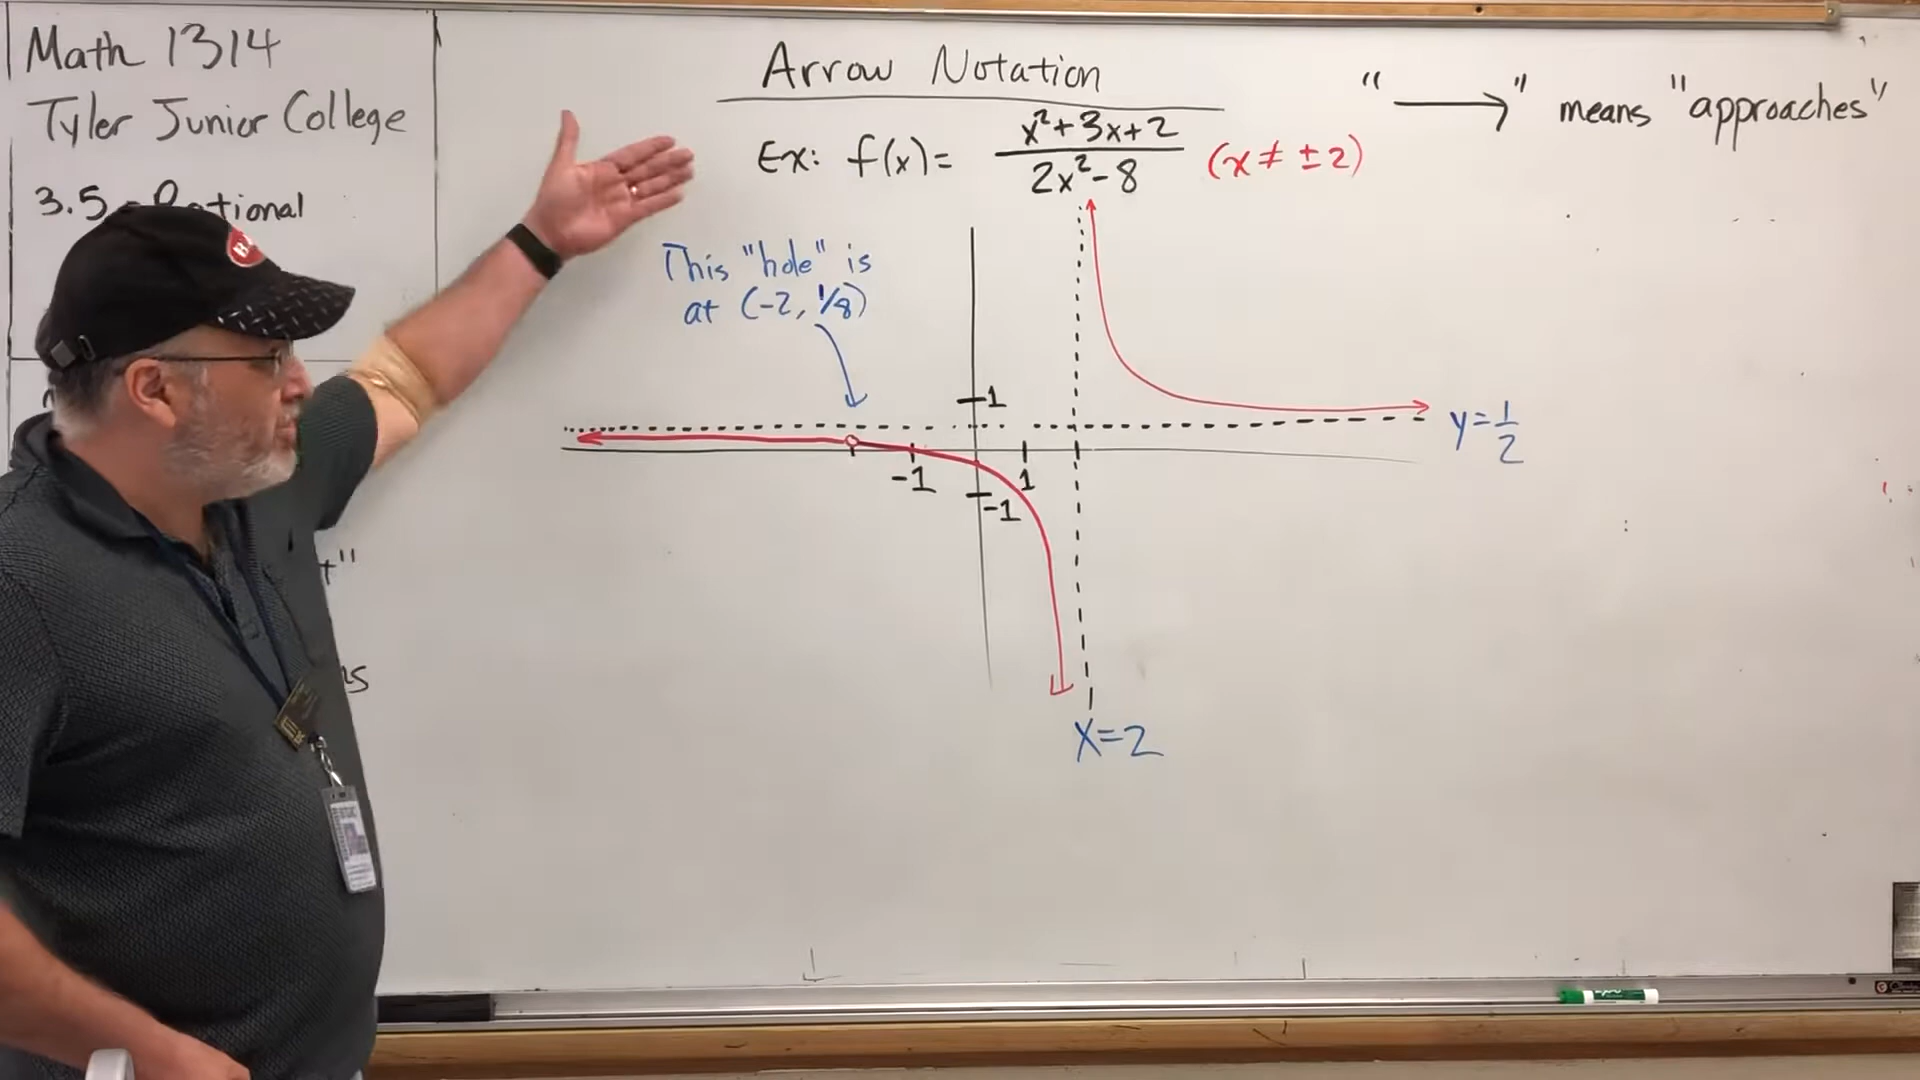 Math 1314
Tyler Junior College
3.5 Rational
Arrow Notation
"⟶" means "approaches"
Ex: f(x)= x²+3x+2 / 2x²-8 (x ≠ ±2)
This "hole" is
at (-2, 1/8)
1
y=1/2
-1
1
-1
x=2